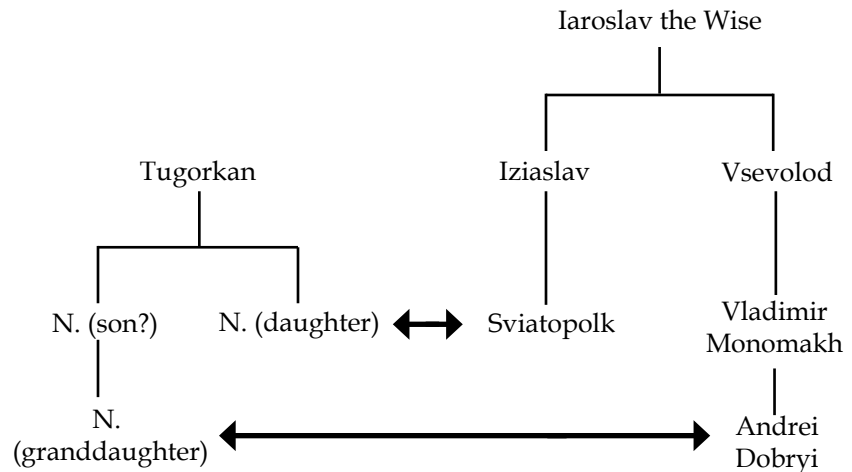 Iaroslav the Wise
Tugorkan
Iziaslav
Vsevolod
N. (son?)
N. (daughter)
Sviatopolk
Vladimir
Monomakh
N.
(granddaughter)
Andrei
Dobryi